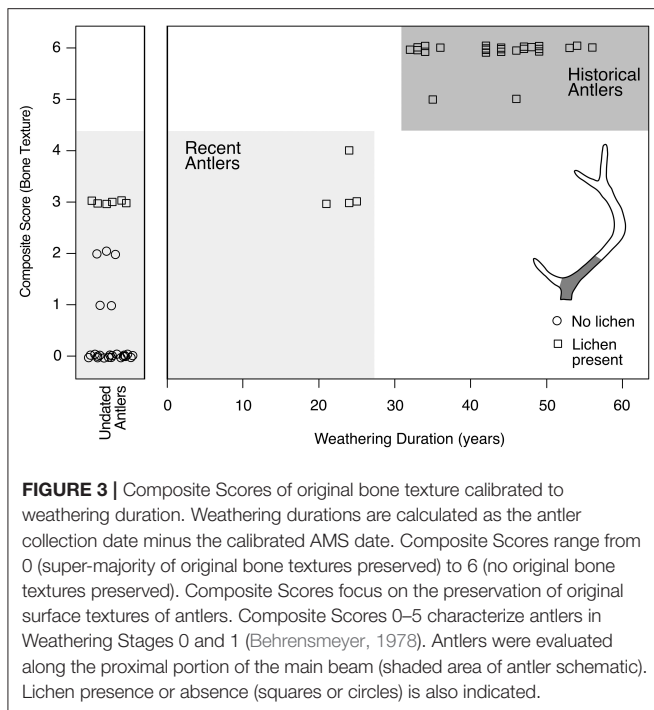 Composite Score (Bone Texture)
6
5
4
3
2
1
0
Undated
Antlers
Recent
Antlers
Historical
Antlers
No lichen
Lichen
present
0
10
20
30
40
50
60
Weathering Duration (years)
FIGURE 3 | Composite Scores of original bone texture calibrated to
weathering duration. Weathering durations are calculated as the antler
collection date minus the calibrated AMS date. Composite Scores range from
0 (super-majority of original bone textures preserved) to 6 (no original bone
textures preserved). Composite Scores focus on the preservation of original
surface textures of antlers. Composite Scores 0–5 characterize antlers in
Weathering Stages 0 and 1 (Behrensmeyer, 1978). Antlers were evaluated
along the proximal portion of the main beam (shaded area of antler schematic).
Lichen presence or absence (squares or circles) is also indicated.